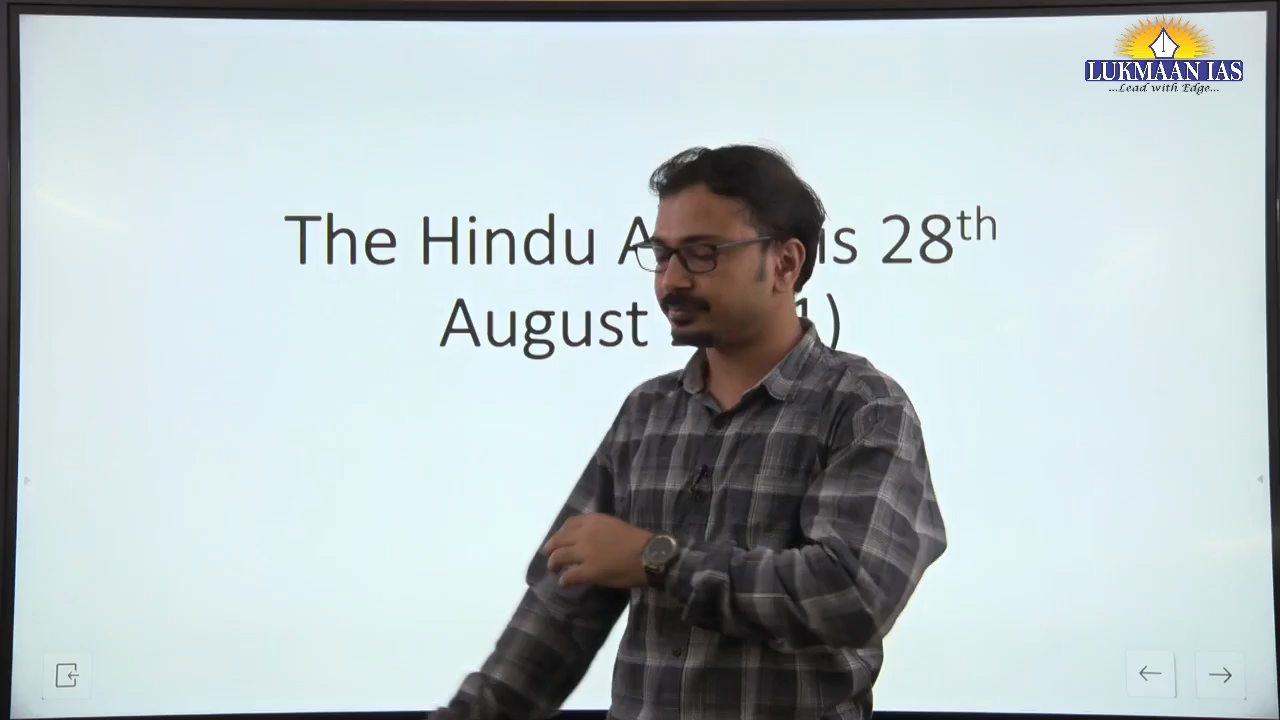 LUKMAAN IAS
...Lead with Edge...
The Hindu is 28th
August